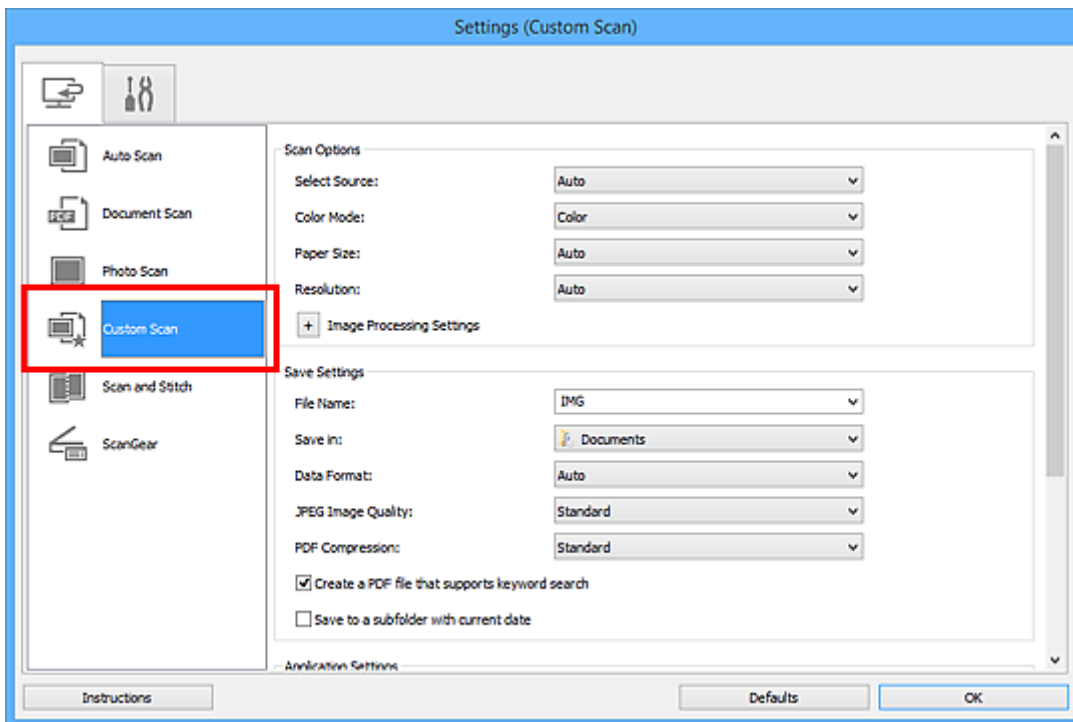 Settings (Custom Scan)
Auto Scan
PDF
Document Scan
Photo Scan
Custom Scan
Scan and Stitch
ScanGear
Scan Options
Select Source: Auto
Color Mode: Color
Paper Size: Auto
Resolution: Auto
+ Image Processing Settings
Save Settings
File Name: IMG
Save in: Documents
Data Format: Auto
JPEG Image Quality: Standard
PDF Compression: Standard
Create a PDF file that supports keyword search
Save to a subfolder with current date
Application Settings
Instructions Defaults OK